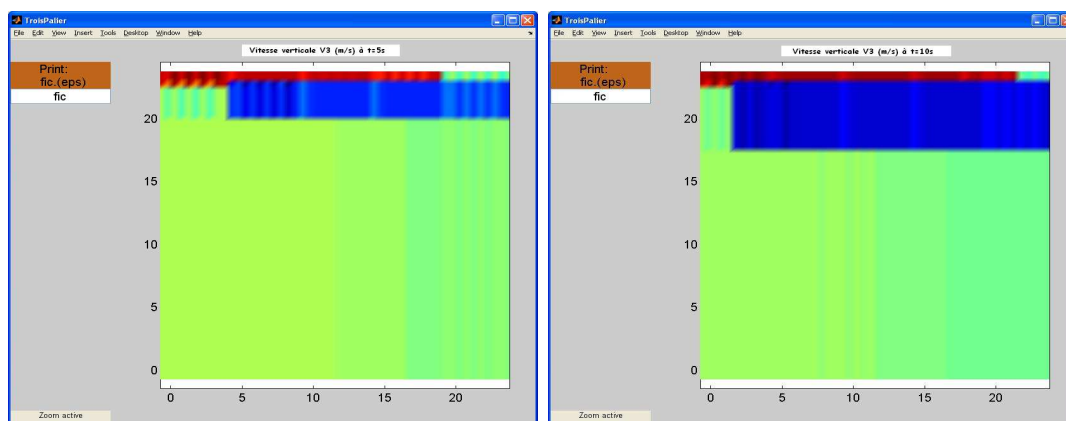 TroisPalier
File Edit View Insert Tools Desktop Window Help
Vitesse verticale V3 (m/s) à t=5s
Print:
fic.(eps)
fic
20
15
10
5
0
0 5 10 15 20
Zoom active
TroisPalier
File Edit View Insert Tools Desktop Window Help
Vitesse verticale V3 (m/s) à t=10s
Print:
fic.(eps)
fic
20
15
10
5
0
0 5 10 15 20
Zoom active